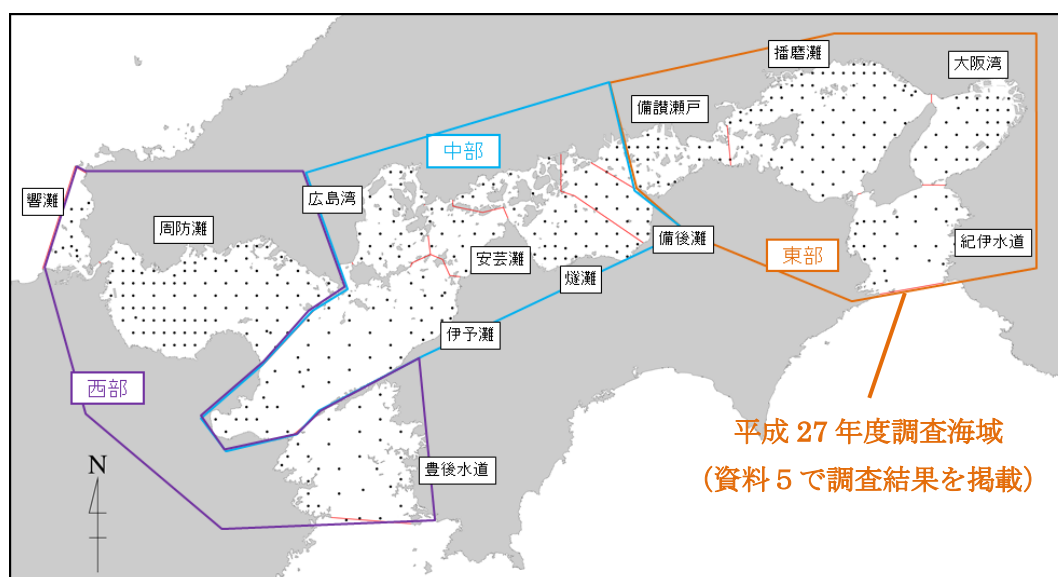 播磨灘
大阪湾
備讃瀬戸
中部
響灘
広島湾
周防灘
備後灘
紀伊水道
安芸灘
東部
燧灘
伊予灘
西部
平成 27 年度調査海域
(資料5で調査結果を掲載)
豊後水道
N